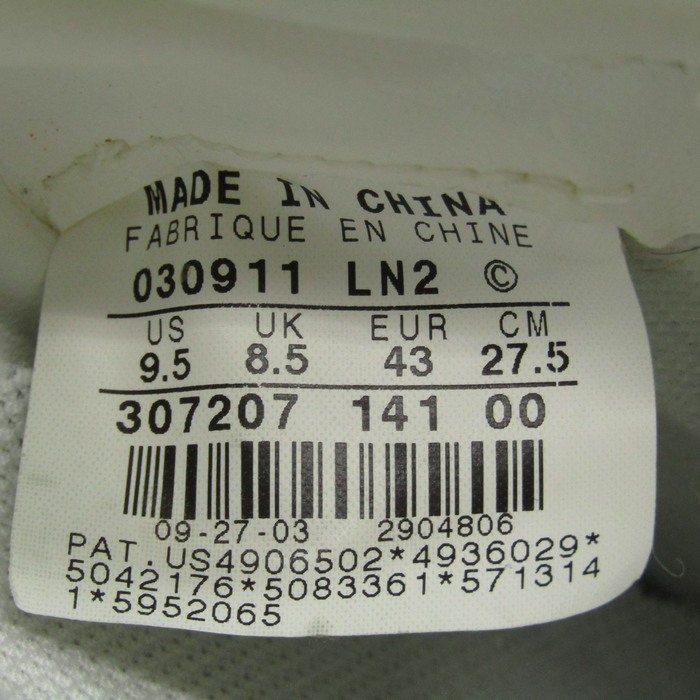 MADE IN CHINA
FABRIQUE EN CHINE
030911 LN2 ©
US UK EUR CM
9.5 8.5 43 27.5
307207 141 00
09-27-03 2904806
PAT.US4906502*4936029*
5042176*5083361*571314
1*5952065